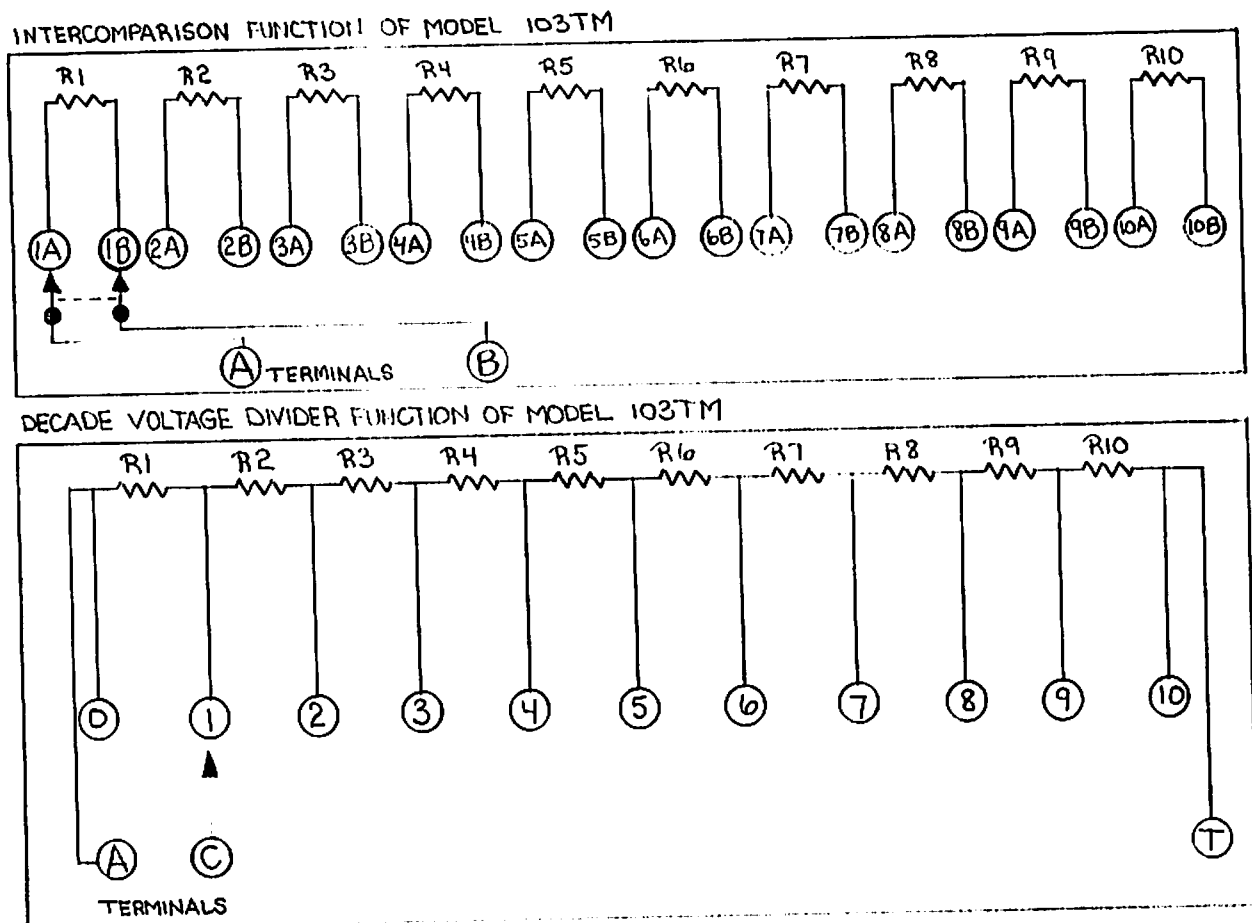 INTERCOMPARISON FUNCTION OF MODEL 103TM
R1 R2 R3 R4 R5 R6 R7 R8 R9 R10
1A 1B 2A 2B 3A 3B 4A 4B 5A 5B 6A 6B 7A 7B 8A 8B 9A 9B 10A 10B
A TERMINALS B
DECADE VOLTAGE DIVIDER FUNCTION OF MODEL 103TM
R1 R2 R3 R4 R5 R6 R7 R8 R9 R10
0 1 2 3 4 5 6 7 8 9 10
A C T
TERMINALS